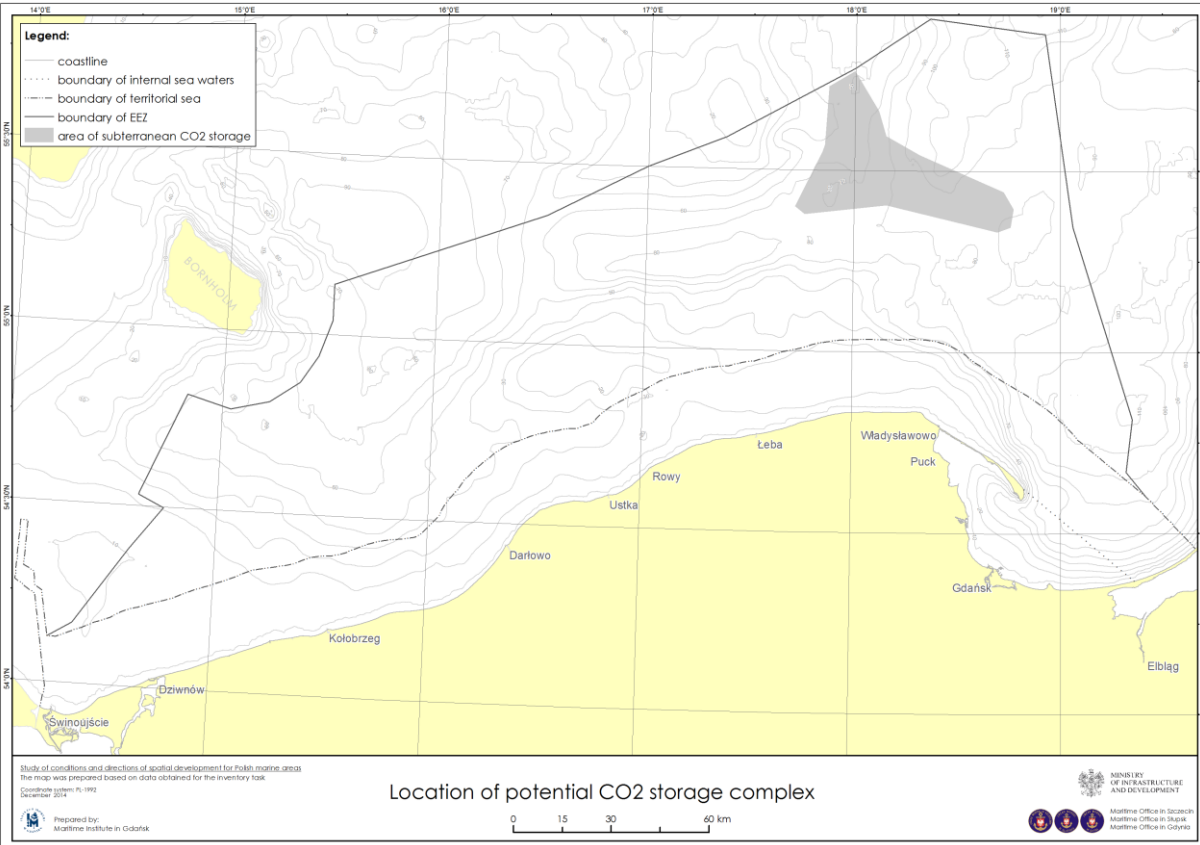 14°0'E 15°0'E 16°0'E 17°0'E 18°0'E 19°0'E
Legend:
coastline
boundary of internal sea waters
boundary of territorial sea
boundary of EEZ
area of subterranean CO2 storage
55°30'N
BORNHOLM
55°0'N
Władysławowo
Łeba
Puck
Rowy
54°30'N
Ustka
Darłowo
Gdańsk
Kołobrzeg
Elbląg
54°0'N
Dziwnów
Świnoujście
Study of conditions and directions of spatial development for Polish marine areas
The map was prepared based on data obtained for the inventory task
Coordinate system: PL-1992
December 2014
Prepared by:
Maritime Institute in Gdańsk
Location of potential CO2 storage complex
0 15 30 60 km
MINISTRY
OF INFRASTRUCTURE
AND DEVELOPMENT
Maritime Office in Szczecin
Maritime Office in Słupsk
Maritime Office in Gdynia